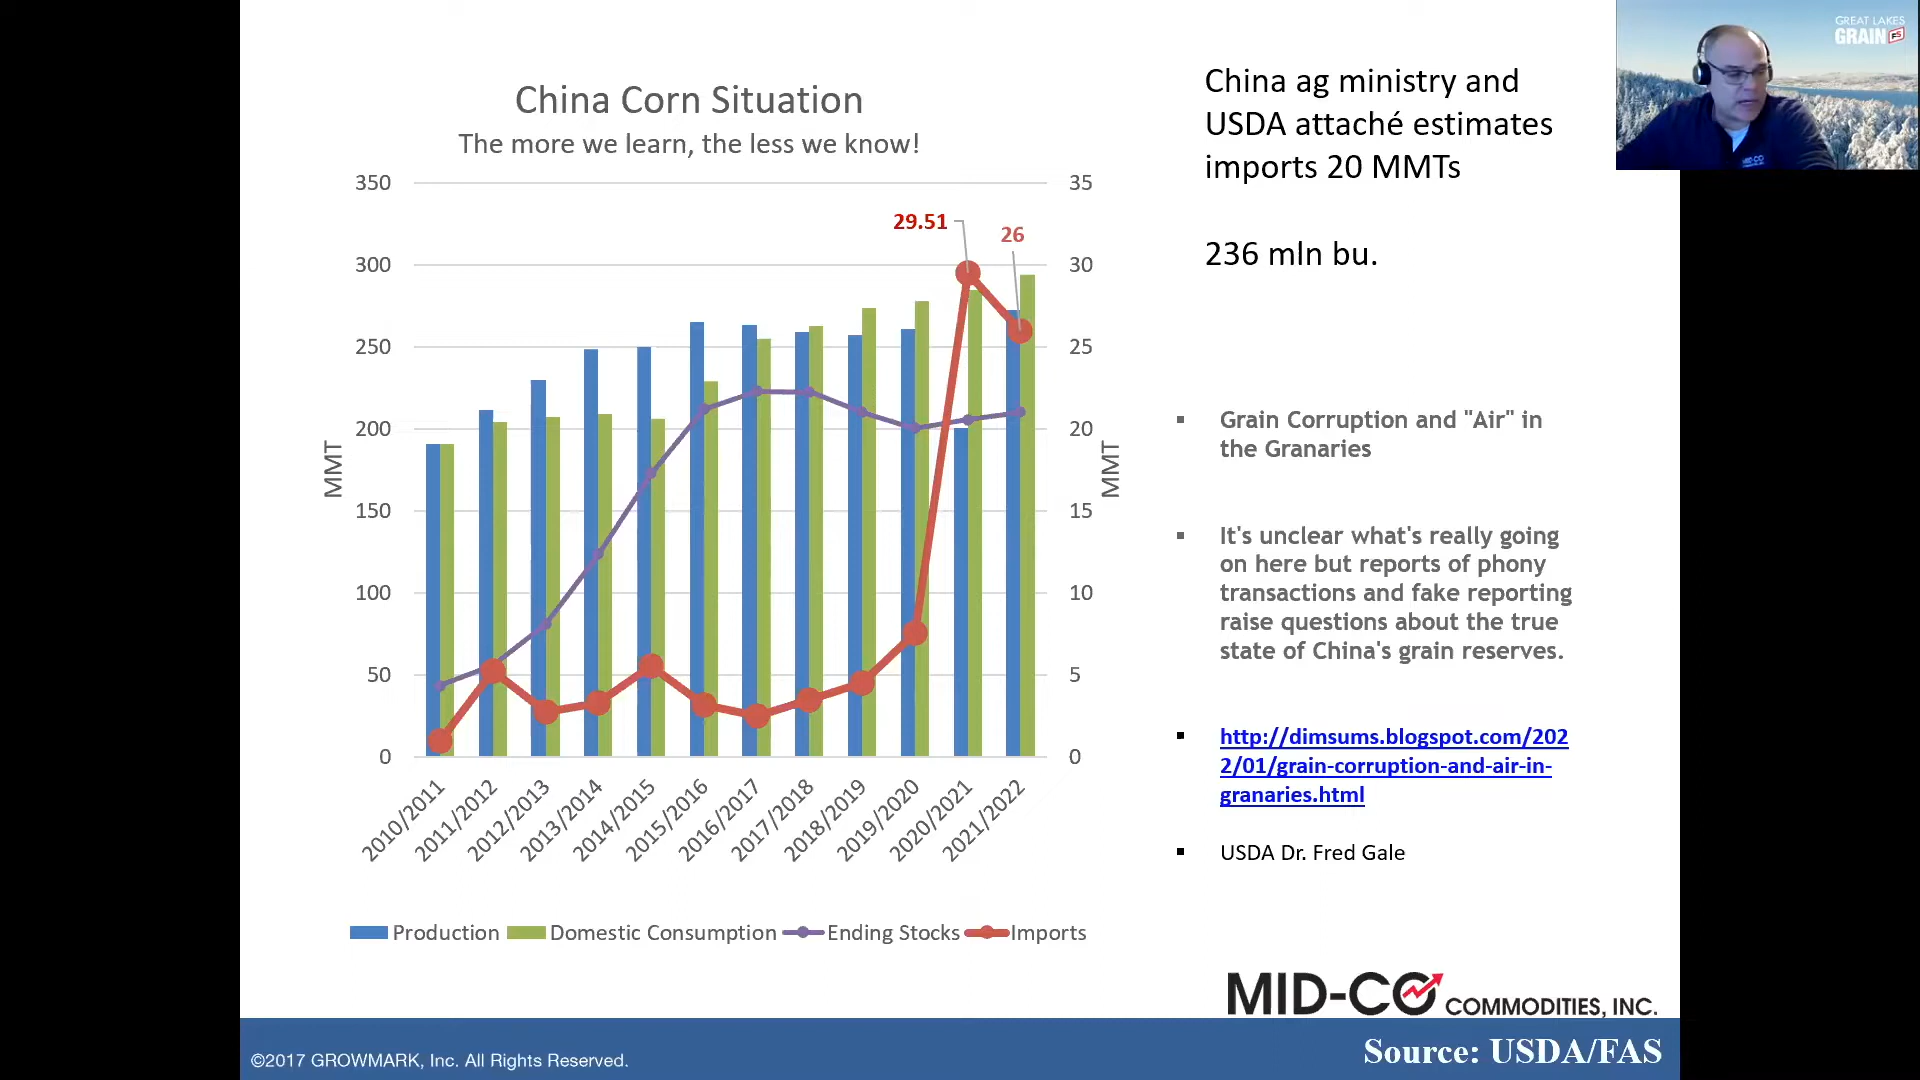 China Corn Situation
The more we learn, the less we know!
350
300
250
200
150
100
50
0
MMT
35
30
25
20
15
10
5
0
MMT
29.51
26
2010/2011
2011/2012
2012/2013
2013/2014
2014/2015
2015/2016
2016/2017
2017/2018
2018/2019
2019/2020
2020/2021
2021/2022
Production Domestic Consumption Ending Stocks Imports
China ag ministry and
USDA attaché estimates
imports 20 MMTs
236 mln bu.
▪ Grain Corruption and "Air" in
the Granaries
▪ It's unclear what's really going
on here but reports of phony
transactions and fake reporting
raise questions about the true
state of China's grain reserves.
▪ http://dimsums.blogspot.com/202
2/01/grain-corruption-and-air-in-
granaries.html
▪ USDA Dr. Fred Gale
GREAT LAKES
GRAIN FS
MID-CO
MID-CO COMMODITIES, INC.
©2017 GROWMARK, Inc. All Rights Reserved.
Source: USDA/FAS